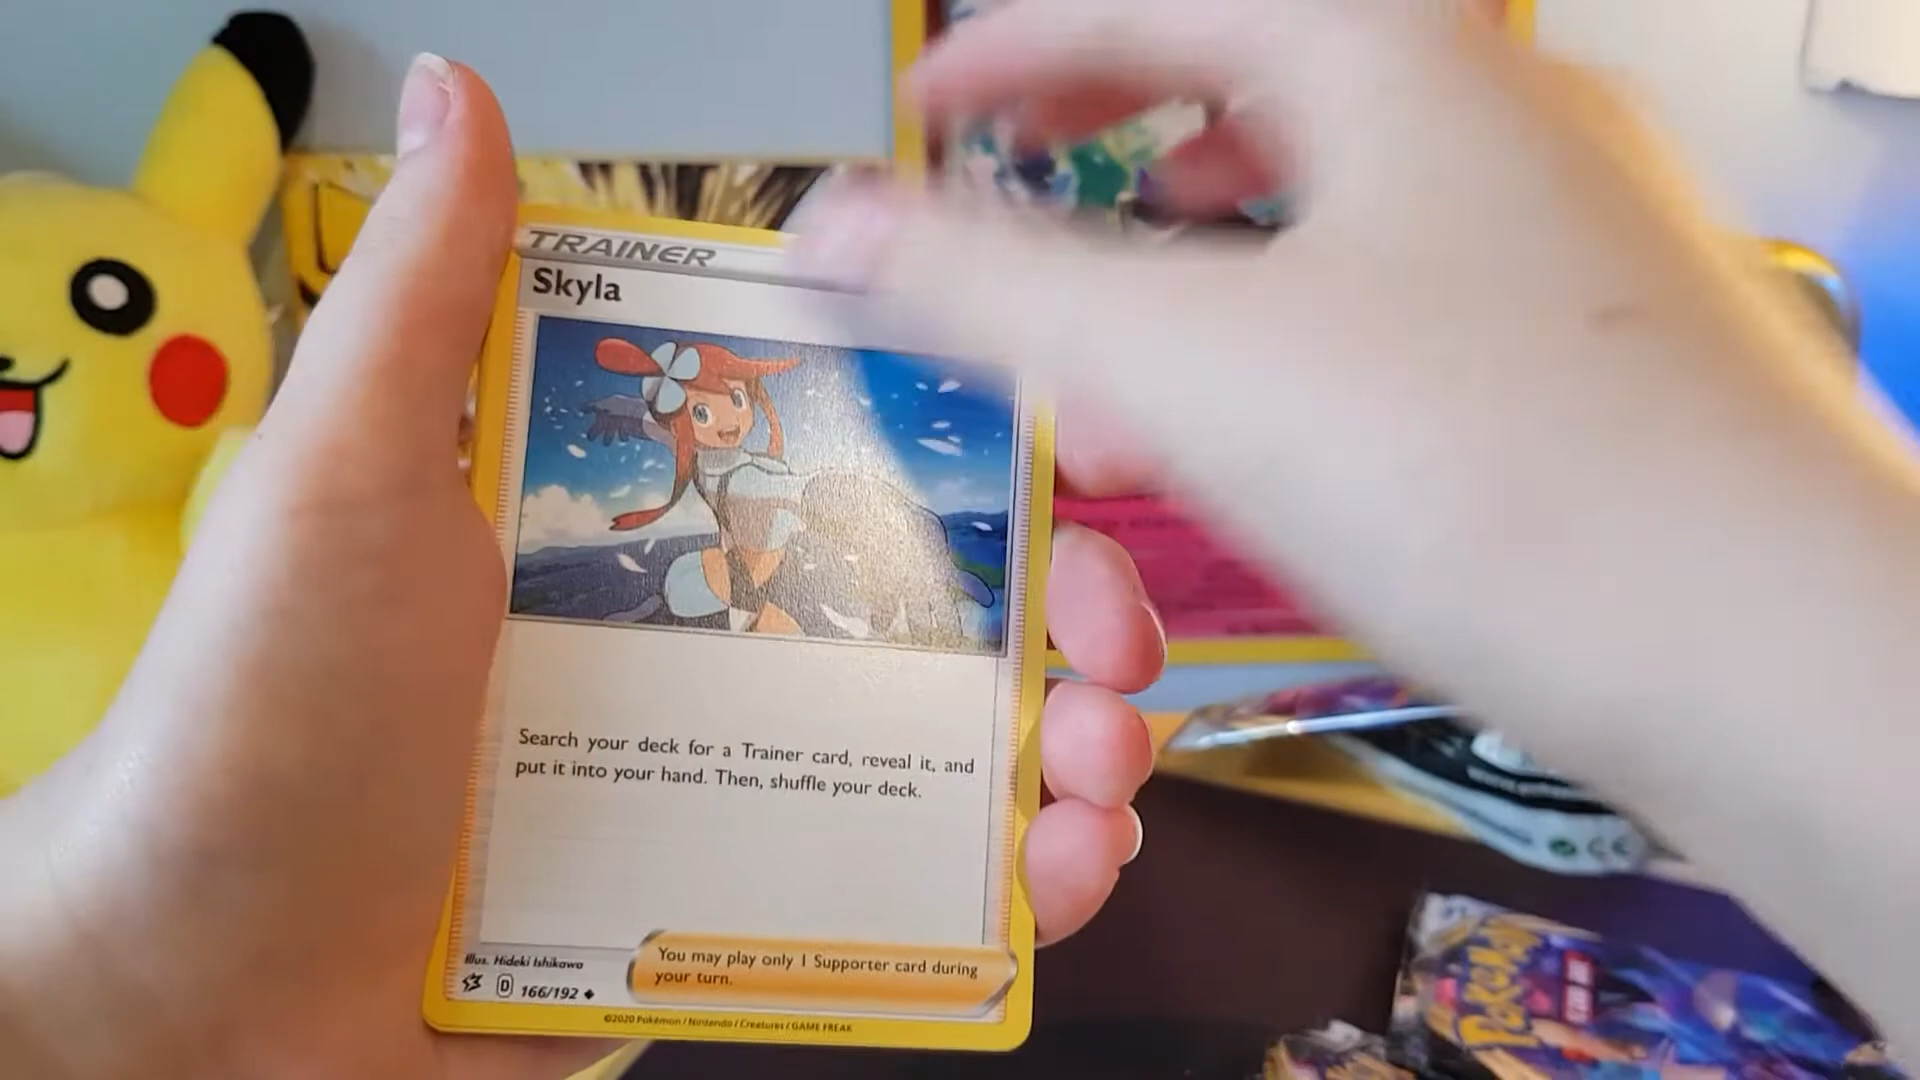 TRAINER
Skyla
Search your deck for a Trainer card, reveal it, and
put it into your hand. Then, shuffle your deck.
Illus. Hideki Ishikawa
You may play only 1 Supporter card during
your turn.
D 166/192
©2020 Pokémon / Nintendo / Creatures / GAME FREAK
POKÉMON